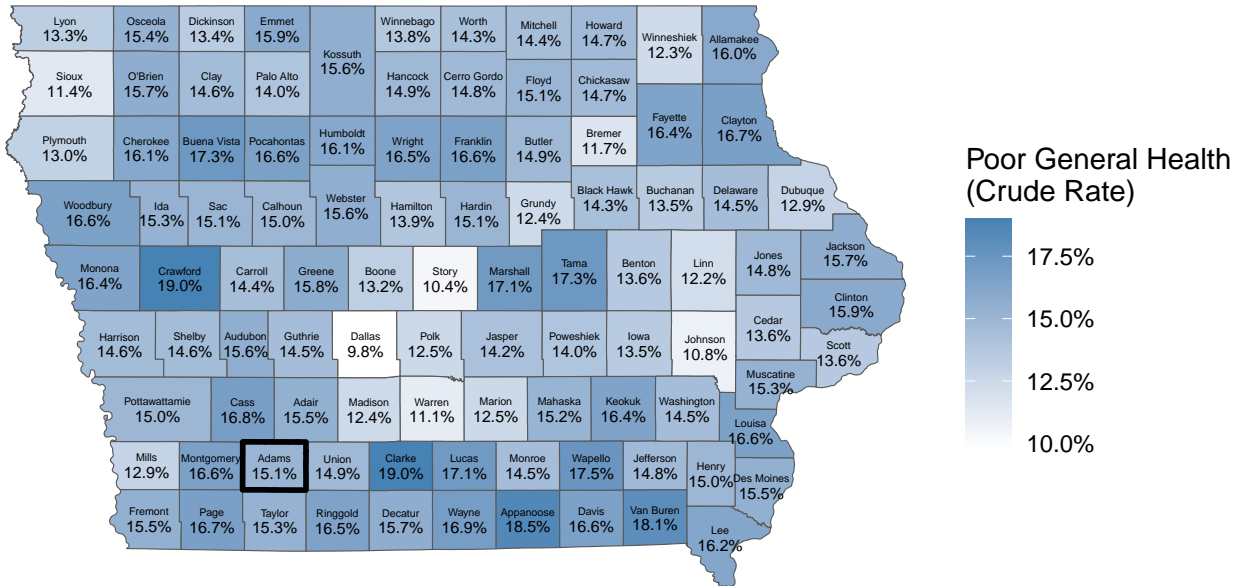 Lyon
13.3%
Osceola
15.4%
Dickinson
13.4%
Emmet
15.9%
Kossuth
15.6%
Winnebago
13.8%
Worth
14.3%
Mitchell
14.4%
Howard
14.7%
Winneshiek
12.3%
Allamakee
16.0%
Sioux
11.4%
O'Brien
15.7%
Clay
14.6%
Palo Alto
14.0%
Hancock
14.9%
Cerro Gordo
14.8%
Floyd
15.1%
Chickasaw
14.7%
Fayette
16.4%
Clayton
16.7%
Plymouth
13.0%
Cherokee
16.1%
Buena Vista
17.3%
Pocahontas
16.6%
Humboldt
16.1%
Wright
16.5%
Franklin
16.6%
Butler
14.9%
Bremer
11.7%
Woodbury
16.6%
Ida
15.3%
Sac
15.1%
Calhoun
15.0%
Webster
15.6%
Hamilton
13.9%
Hardin
15.1%
Grundy
12.4%
Black Hawk
14.3%
Buchanan
13.5%
Delaware
14.5%
Dubuque
12.9%
Monona
16.4%
Crawford
19.0%
Carroll
14.4%
Greene
15.8%
Boone
13.2%
Story
10.4%
Marshall
17.1%
Tama
17.3%
Benton
13.6%
Linn
12.2%
Jones
14.8%
Jackson
15.7%
Clinton
15.9%
Harrison
14.6%
Shelby
14.6%
Audubon
15.6%
Guthrie
14.5%
Dallas
9.8%
Polk
12.5%
Jasper
14.2%
Poweshiek
14.0%
Iowa
13.5%
Johnson
10.8%
Cedar
13.6%
Scott
13.6%
Muscatine
15.3%
Pottawattamie
15.0%
Cass
16.8%
Adair
15.5%
Madison
12.4%
Warren
11.1%
Marion
12.5%
Mahaska
15.2%
Keokuk
16.4%
Washington
14.5%
Louisa
16.6%
Mills
12.9%
Montgomery
16.6%
Adams
15.1%
Union
14.9%
Clarke
19.0%
Lucas
17.1%
Monroe
14.5%
Wapello
17.5%
Jefferson
14.8%
Henry
15.0%
Des Moines
15.5%
Fremont
15.5%
Page
16.7%
Taylor
15.3%
Ringgold
16.5%
Decatur
15.7%
Wayne
16.9%
Appanoose
18.5%
Davis
16.6%
Van Buren
18.1%
Lee
16.2%
Poor General Health
(Crude Rate)
17.5%
15.0%
12.5%
10.0%